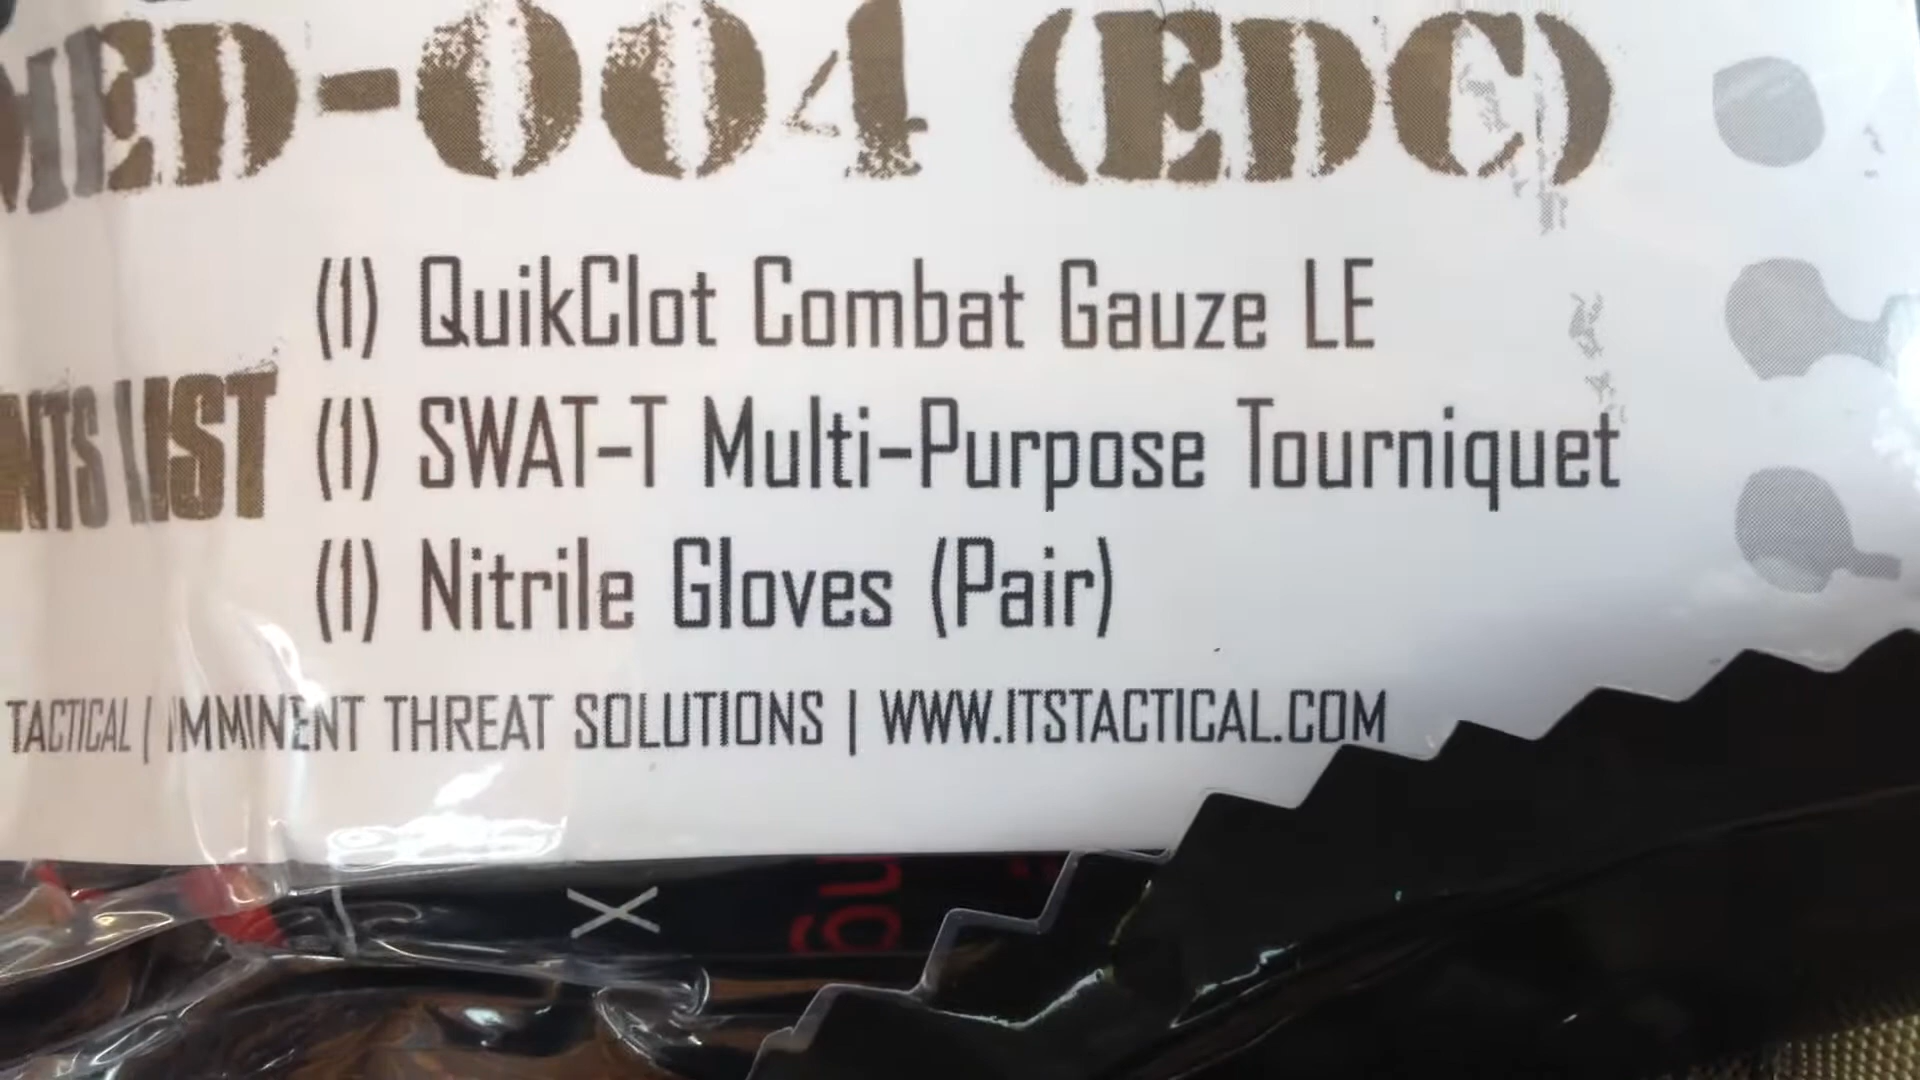 MED-004 (EDC)
(1) QuikClot Combat Gauze LE
NTS LIST
(1) SWAT-T Multi-Purpose Tourniquet
(1) Nitrile Gloves (Pair)
TACTICAL | IMMINENT THREAT SOLUTIONS | WWW.ITSTACTICAL.COM
X